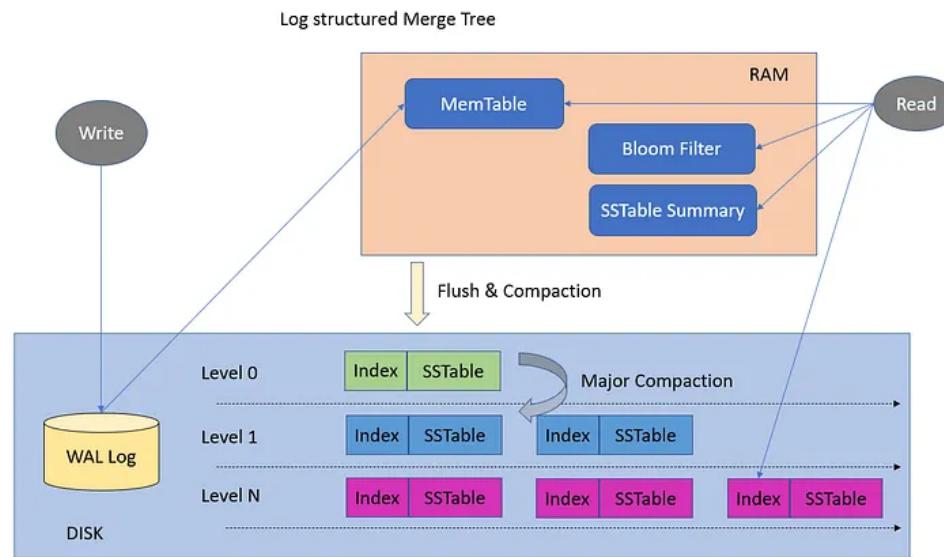 Log structured Merge Tree
RAM
MemTable
Read
Write
Bloom Filter
SSTable Summary
Flush & Compaction
Level 0
Index SSTable
Major Compaction
Level 1
Index SSTable Index SSTable
WAL Log
Level N
Index SSTable Index SSTable Index SSTable
DISK